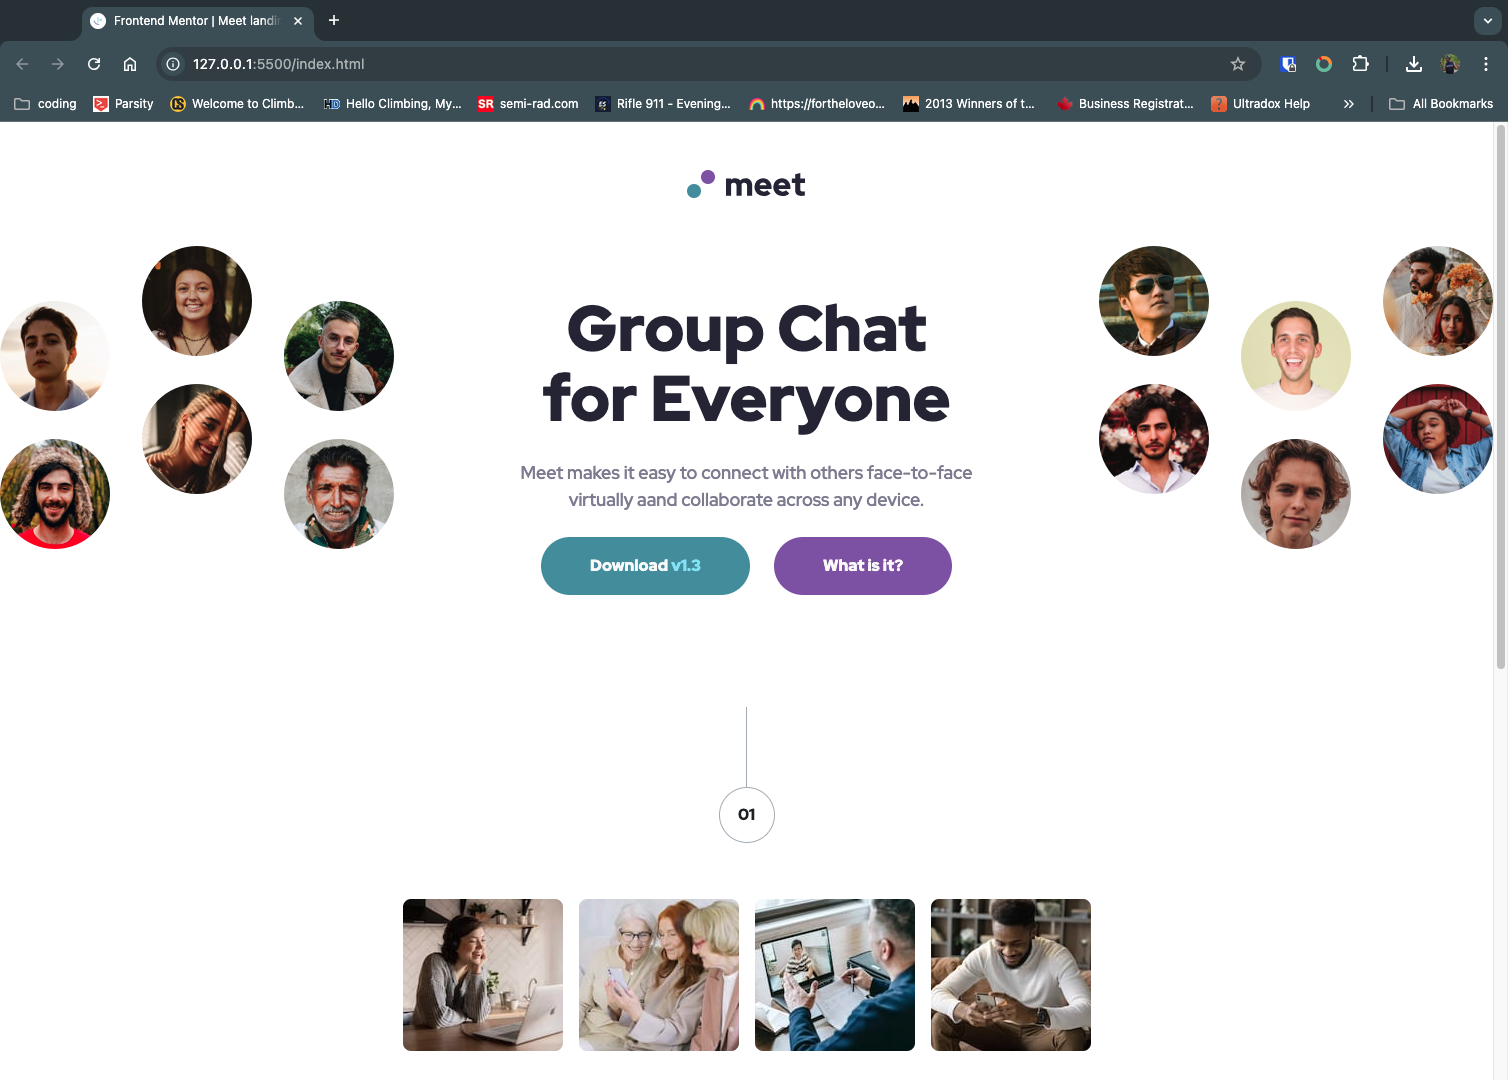 Frontend Mentor | Meet landin
127.0.0.1:5500/index.html
coding
Parsity
Welcome to Climb...
Hello Climbing, My...
SR semi-rad.com
Rifle 911 - Evening...
https://fortheloveo...
2013 Winners of t...
Business Registrat...
Ultradox Help
All Bookmarks
meet
Group Chat
for Everyone
Meet makes it easy to connect with others face-to-face
virtually aand collaborate across any device.
Download v1.3
What is it?
01